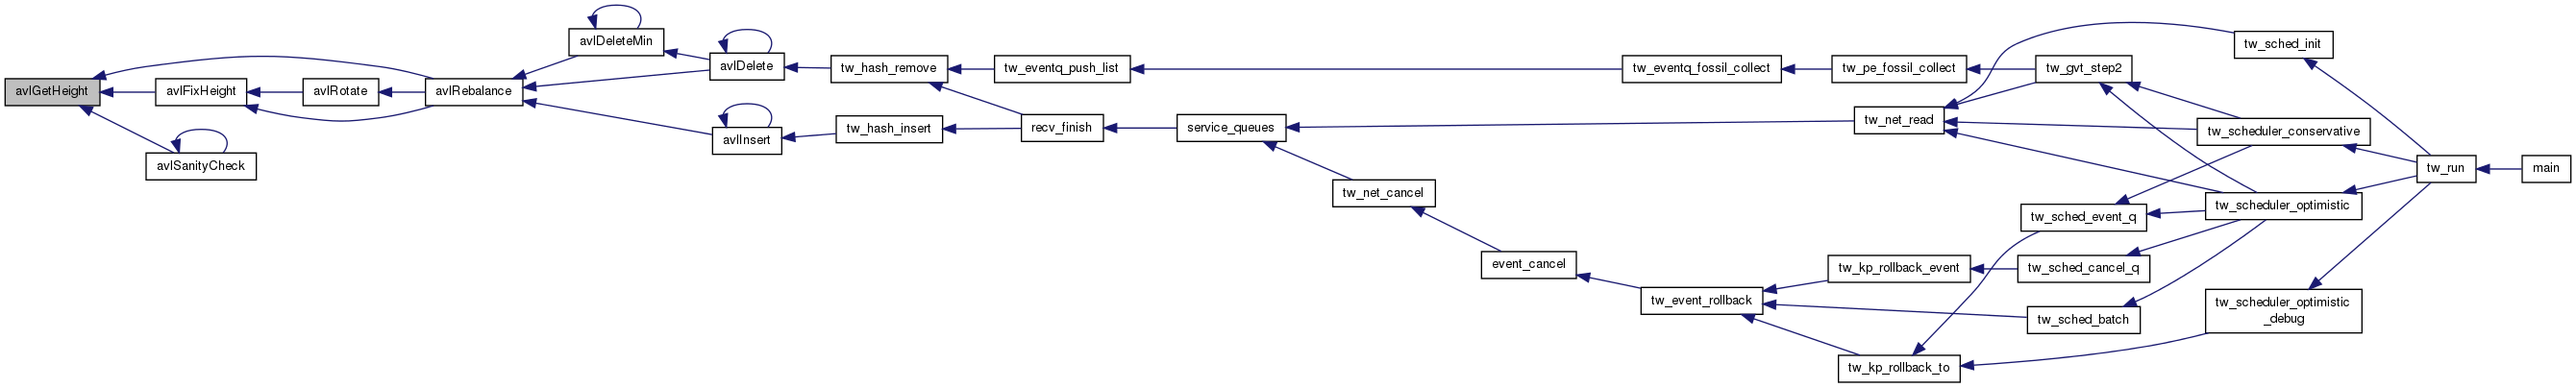 avlGetHeight
avlFixHeight
avlSanityCheck
avlRotate
avlRebalance
avlDeleteMin
avlDelete
avlInsert
tw_hash_remove
tw_hash_insert
tw_eventq_push_list
recv_finish
service_queues
tw_net_cancel
event_cancel
tw_eventq_fossil_collect
tw_event_rollback
tw_pe_fossil_collect
tw_net_read
tw_kp_rollback_event
tw_kp_rollback_to
tw_gvt_step2
tw_sched_event_q
tw_sched_cancel_q
tw_sched_batch
tw_sched_init
tw_scheduler_conservative
tw_scheduler_optimistic
tw_scheduler_optimistic
_debug
tw_run
main